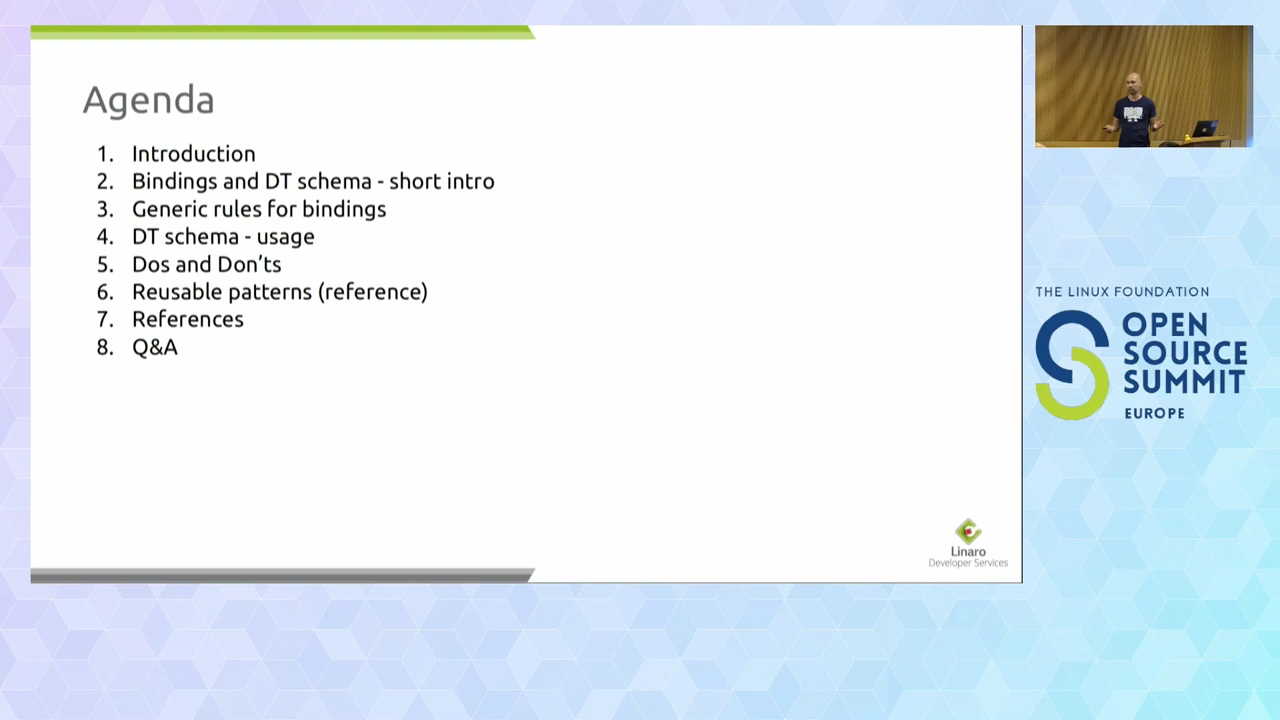 Agenda
1. Introduction
2. Bindings and DT schema - short intro
3. Generic rules for bindings
4. DT schema - usage
5. Dos and Don’ts
6. Reusable patterns (reference)
7. References
8. Q&A
Linaro
Developer Services
THE LINUX FOUNDATION
OPEN
SOURCE
SUMMIT
EUROPE